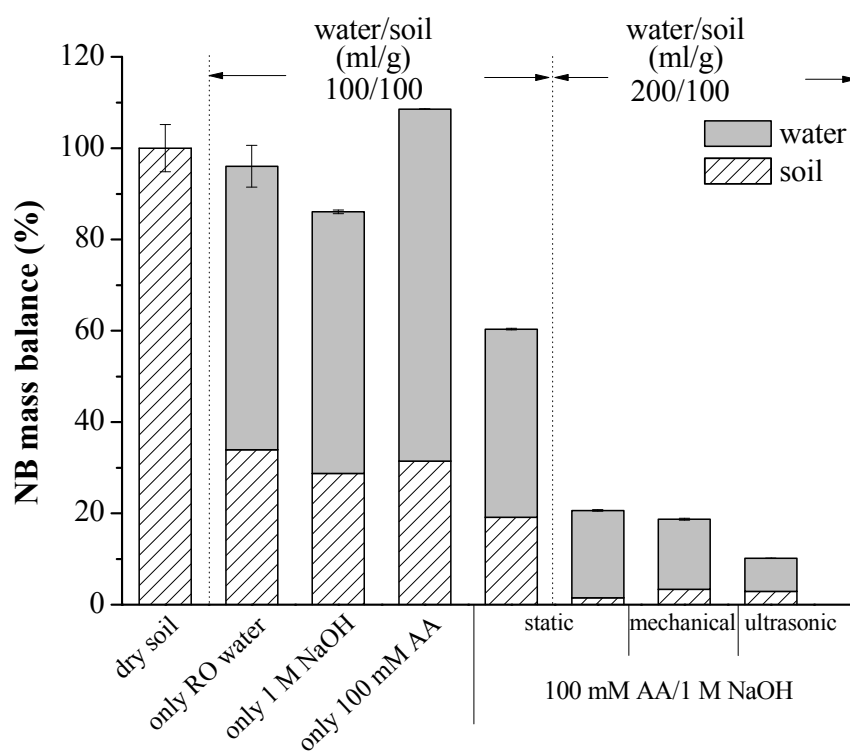 water/soil
(ml/g)
100/100
water/soil
(ml/g)
200/100
water
soil
NB mass balance (%)
120
100
80
60
40
20
0
dry soil
only RO water
only 1 M NaOH
only 100 mM AA
static
mechanical
ultrasonic
100 mM AA/1 M NaOH